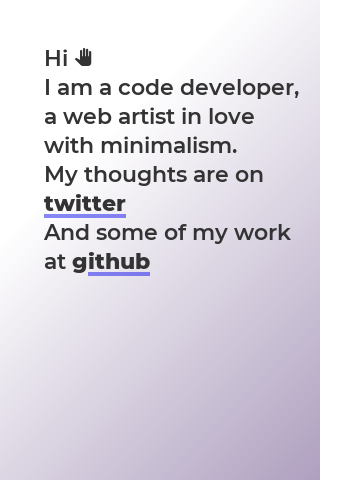 Hi
I am a code developer,
a web artist in love
with minimalism.
My thoughts are on
twitter
And some of my work
at github